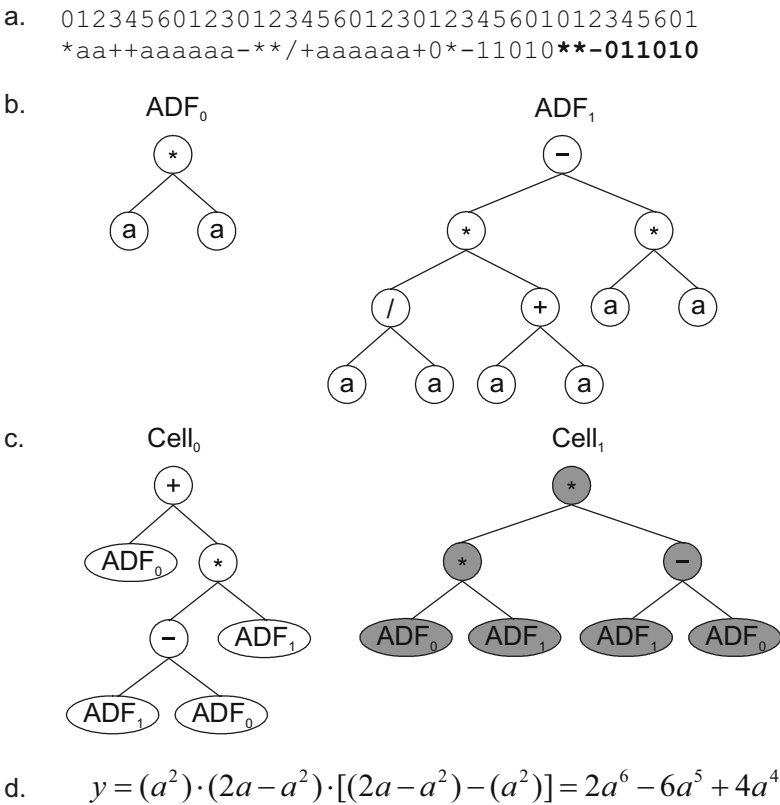 a. 0123456012301234560123012345601012345601
*aa++aaaaaa-**/+aaaaaa+0*-11010**-011010
b. ADF₀ ADF₁
* −
a a * *
/ + a a
a a a a
c. Cell₀ Cell₁
+ *
ADF₀ * * −
− ADF₁ ADF₀ ADF₁ ADF₁ ADF₀
ADF₁ ADF₀
d. y = (a²)·(2a − a²)·[(2a − a²) − (a²)] = 2a⁶ − 6a⁵ + 4a⁴